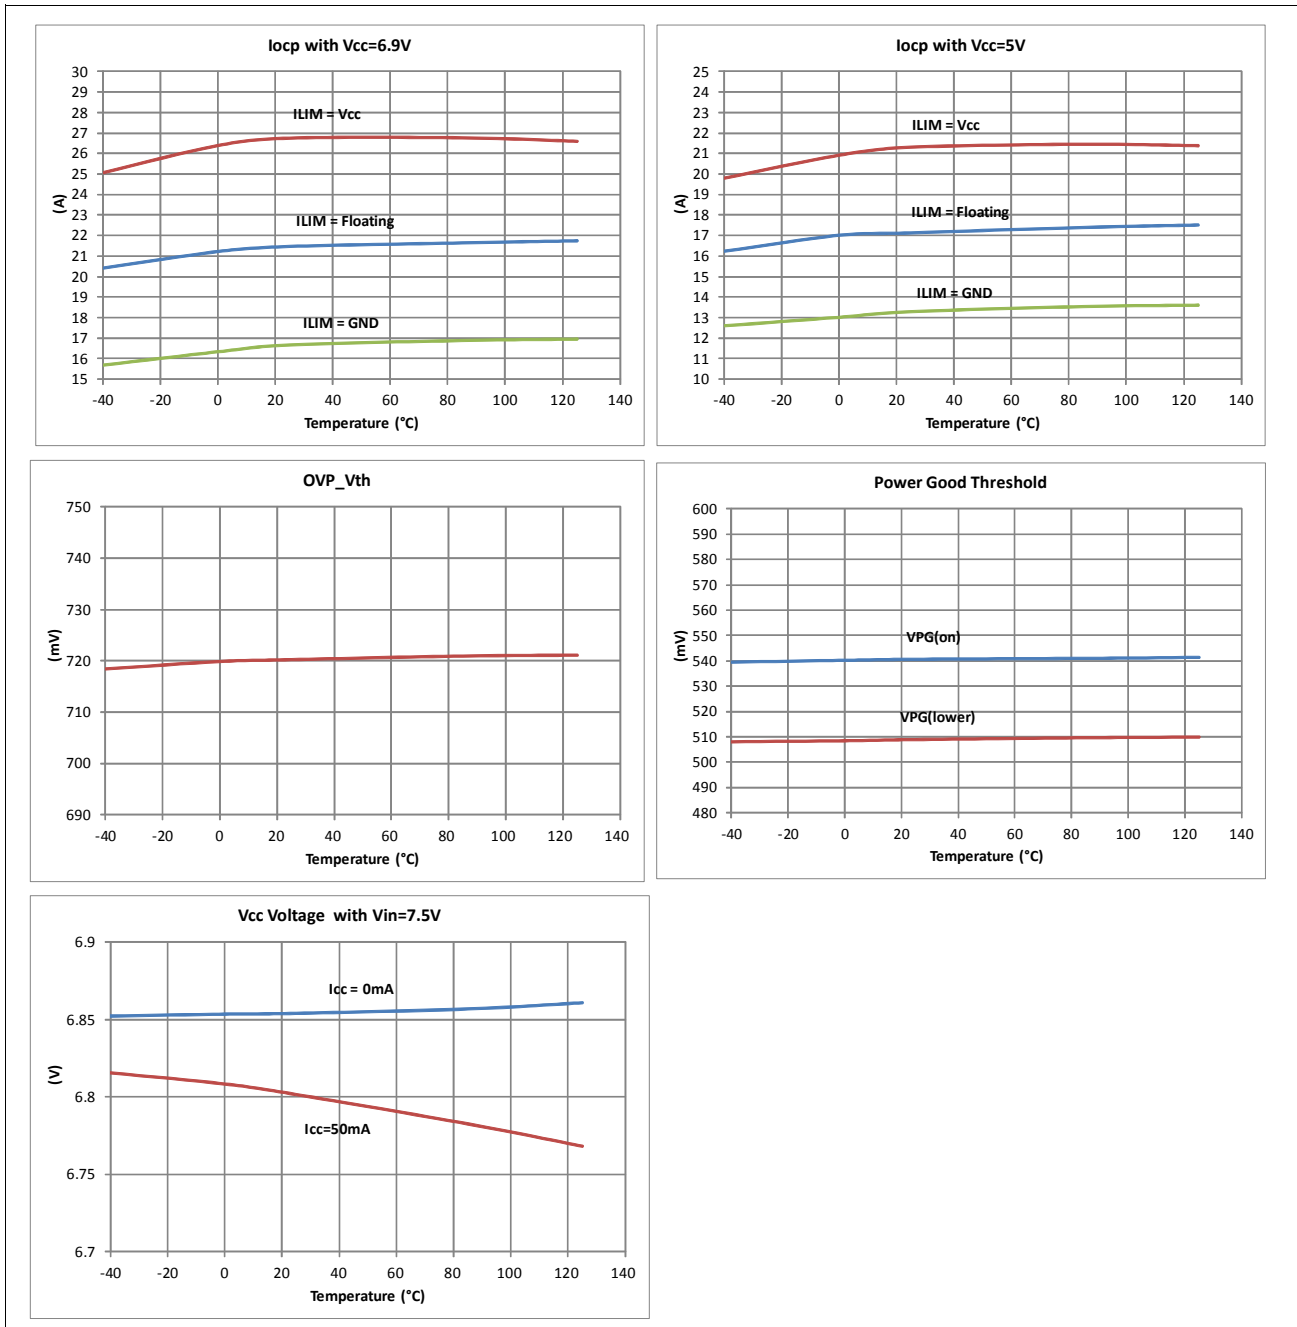 Iocp with Vcc=6.9V
30
29
28
27
26
25
24
23
22
21
20
19
18
17
16
15
(A)
ILIM = Vcc
ILIM = Floating
ILIM = GND
-40 -20 0 20 40 60 80 100 120 140
Temperature (°C)
Iocp with Vcc=5V
25
24
23
22
21
20
19
18
17
16
15
14
13
12
11
10
(A)
ILIM = Vcc
ILIM = Floating
ILIM = GND
-40 -20 0 20 40 60 80 100 120 140
Temperature (°C)
OVP_Vth
750
740
730
720
710
700
690
(mV)
-40 -20 0 20 40 60 80 100 120 140
Temperature (°C)
Power Good Threshold
600
590
580
570
560
550
540
530
520
510
500
490
480
(mV)
VPG(on)
VPG(lower)
-40 -20 0 20 40 60 80 100 120 140
Temperature (°C)
Vcc Voltage with Vin=7.5V
6.9
6.85
6.8
6.75
6.7
(V)
Icc = 0mA
Icc=50mA
-40 -20 0 20 40 60 80 100 120 140
Temperature (°C)